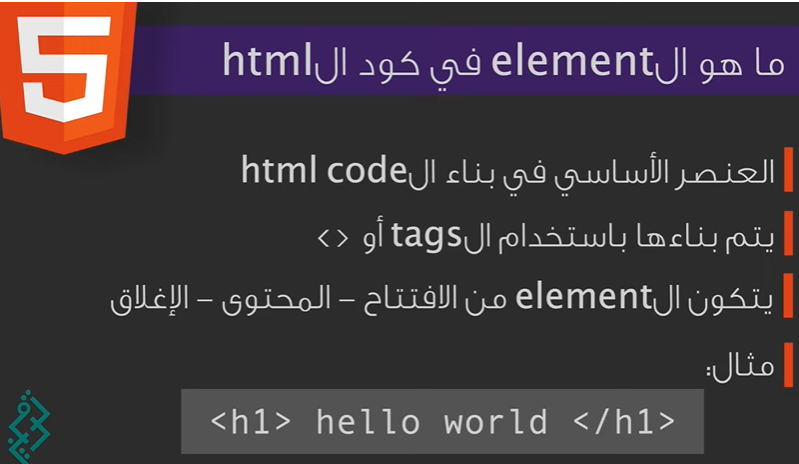 ما هو الelement في كود الhtml
العنصر الأساسي في بناء الhtml code
يتم بناءها باستخدام الtags أو <>
يتكون الelement من الافتتاح – المحتوى – الإغلاق
مثال:
<h1> hello world </h1>